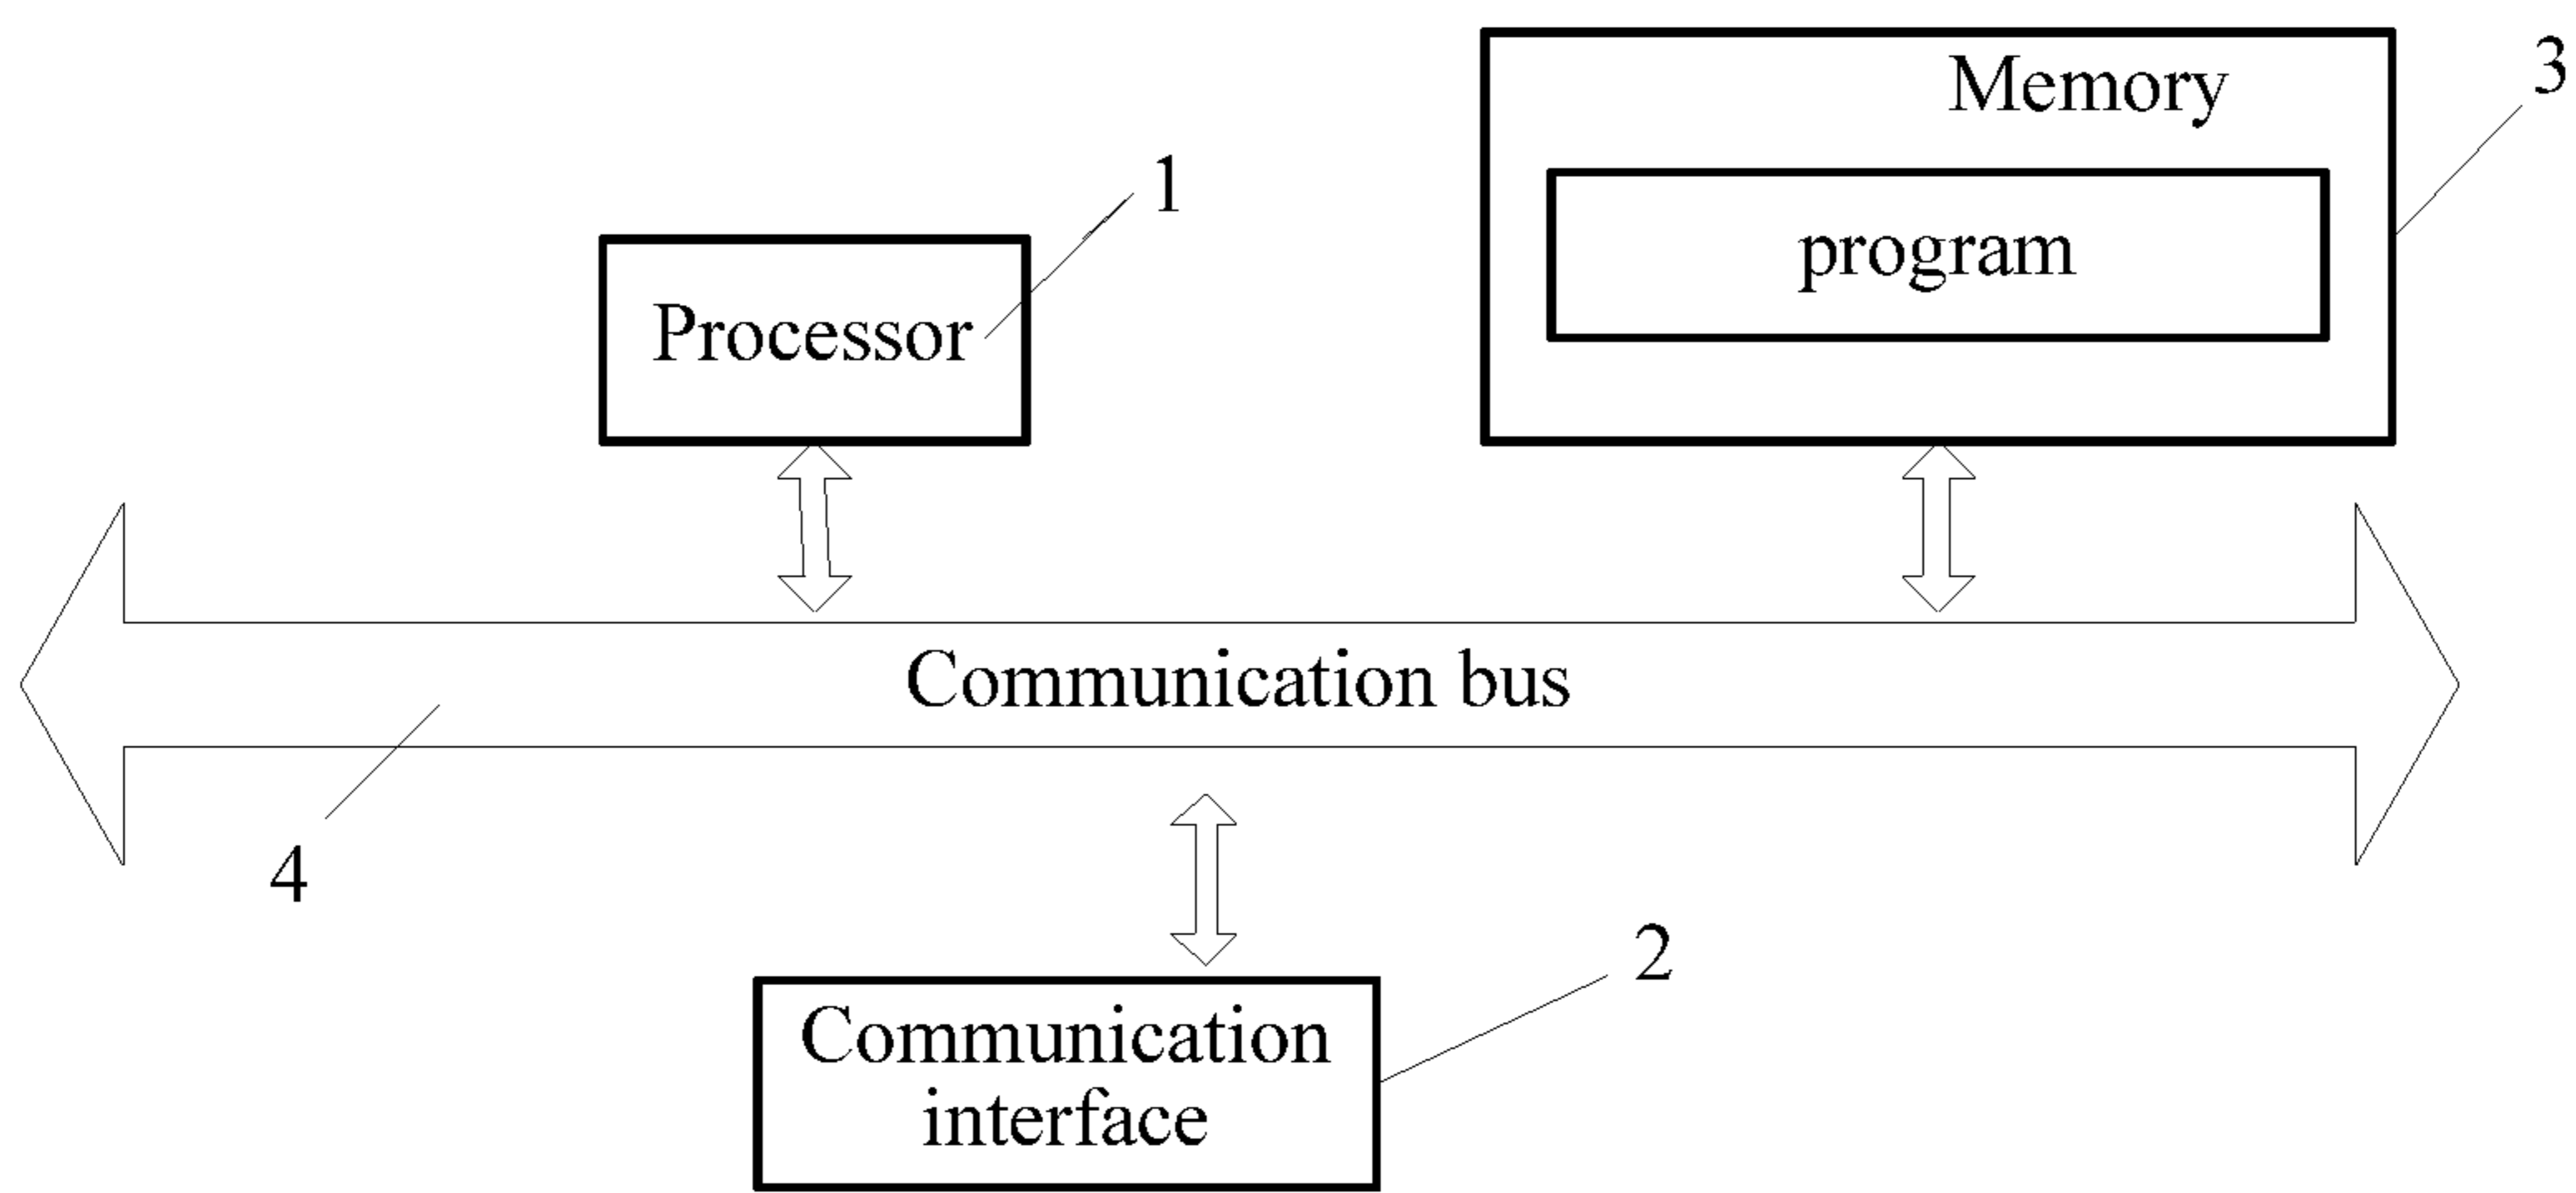 Memory
3
program
1
Processor
Communication bus
4
2
Communication
interface